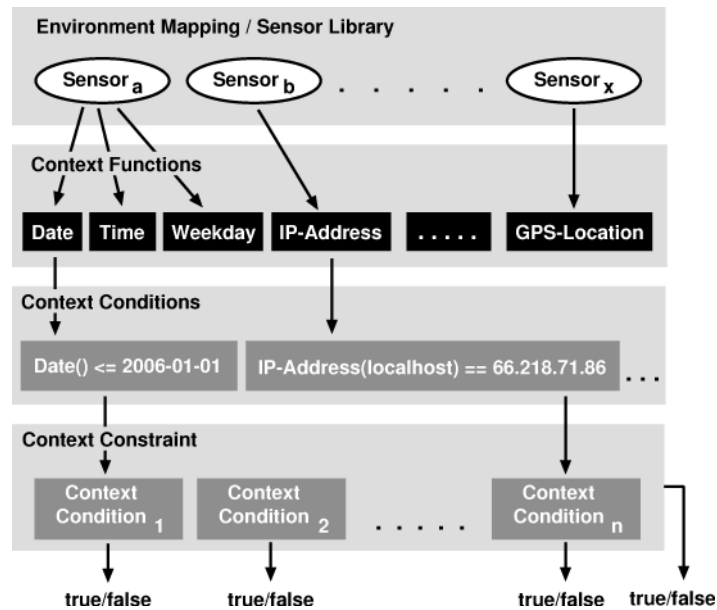 Environment Mapping / Sensor Library
Sensor a Sensor b . . . . . Sensor x
Context Functions
Date Time Weekday IP-Address . . . . . GPS-Location
Context Conditions
Date() <= 2006-01-01 IP-Address(localhost) == 66.218.71.86 . . .
Context Constraint
Context Context Context
Condition 1 Condition 2 . . . . . Condition n
true/false true/false true/false true/false